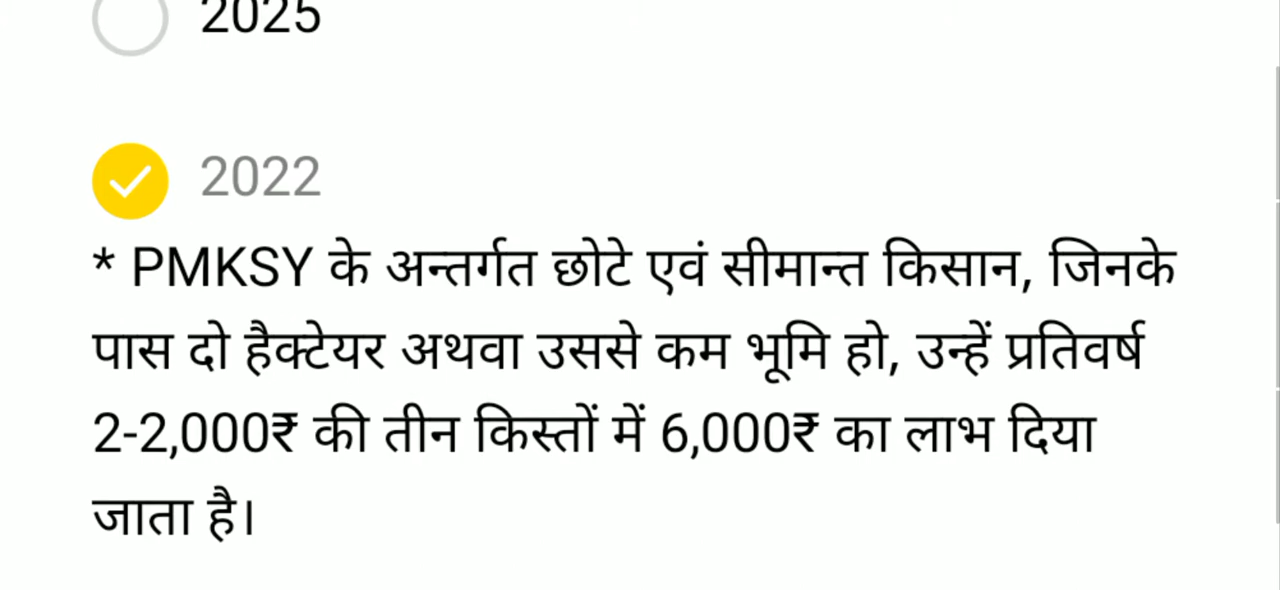 2025
2022
* PMKSY के अन्तर्गत छोटे एवं सीमान्त किसान, जिनके
पास दो हैक्टेयर अथवा उससे कम भूमि हो, उन्हें प्रतिवर्ष
2-2,000₹ की तीन किस्तों में 6,000₹ का लाभ दिया
जाता है।